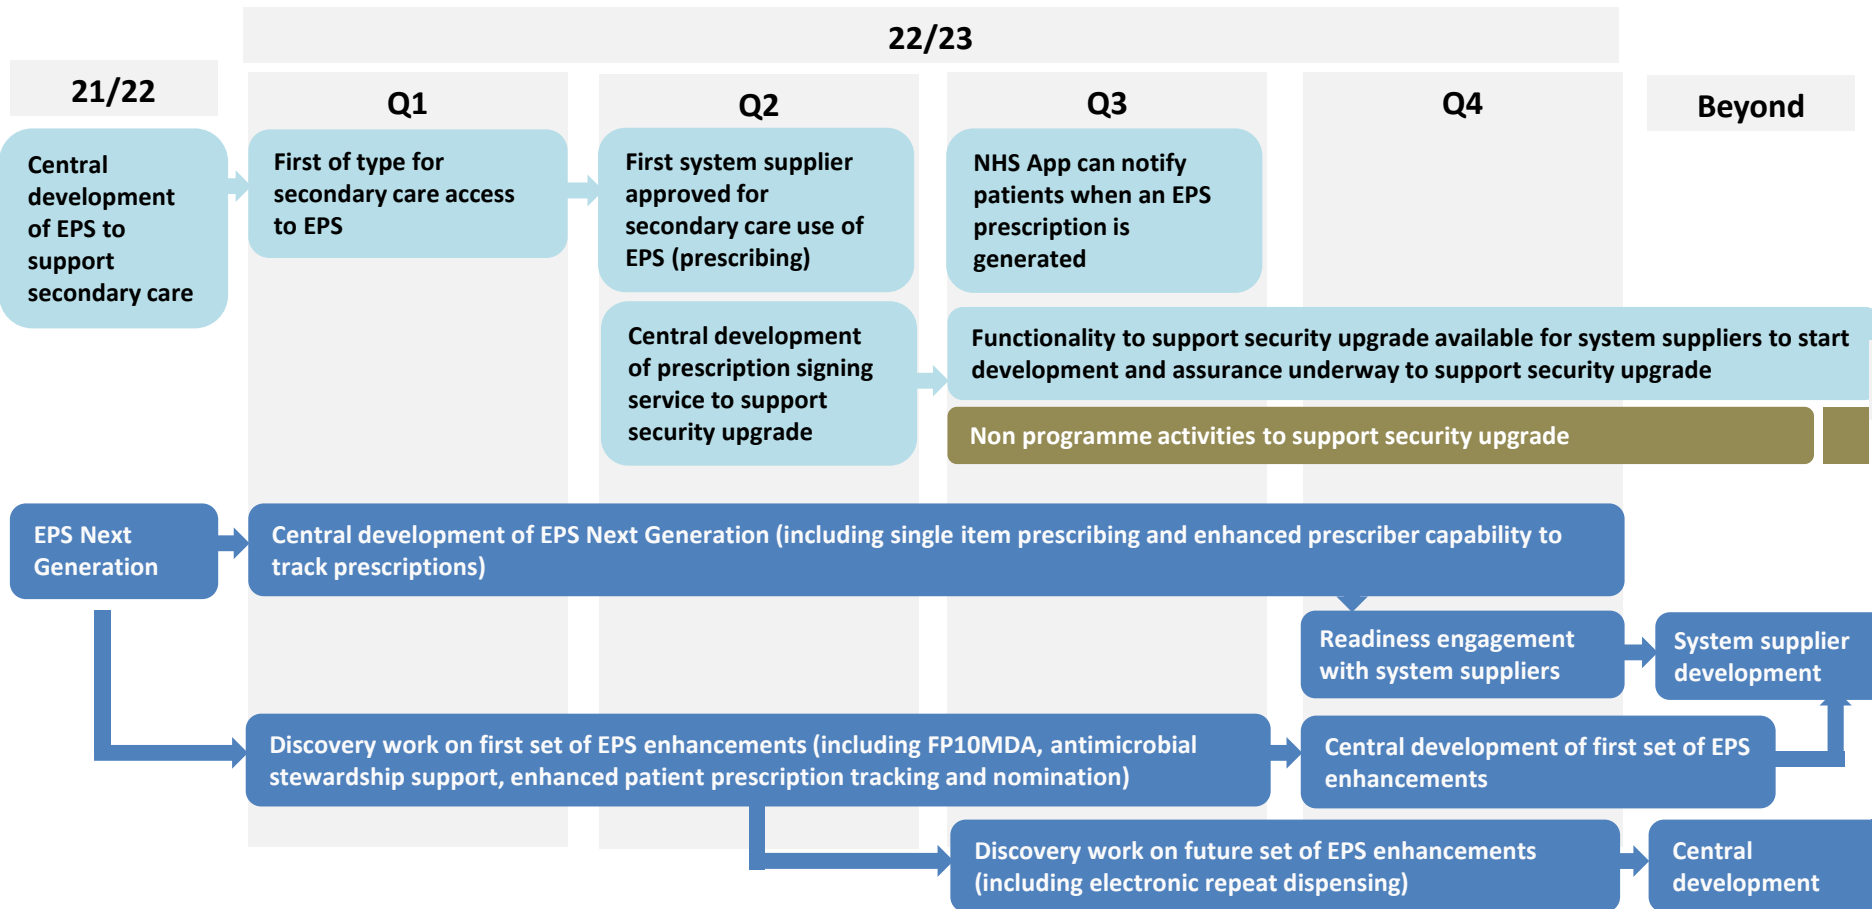 22/23
21/22
Q1
Q2
Q3
Q4
Beyond
Central
development
of EPS to
support
secondary care
First of type for
secondary care access
to EPS
First system supplier
approved for
secondary care use of
EPS (prescribing)
NHS App can notify
patients when an EPS
prescription is
generated
Central development
of prescription signing
service to support
security upgrade
Functionality to support security upgrade available for system suppliers to start
development and assurance underway to support security upgrade
Non programme activities to support security upgrade
EPS Next
Generation
Central development of EPS Next Generation (including single item prescribing and enhanced prescriber capability to
track prescriptions)
Readiness engagement
with system suppliers
System supplier
development
Discovery work on first set of EPS enhancements (including FP10MDA, antimicrobial
stewardship support, enhanced patient prescription tracking and nomination)
Central development of first set of EPS
enhancements
Discovery work on future set of EPS enhancements
(including electronic repeat dispensing)
Central
development